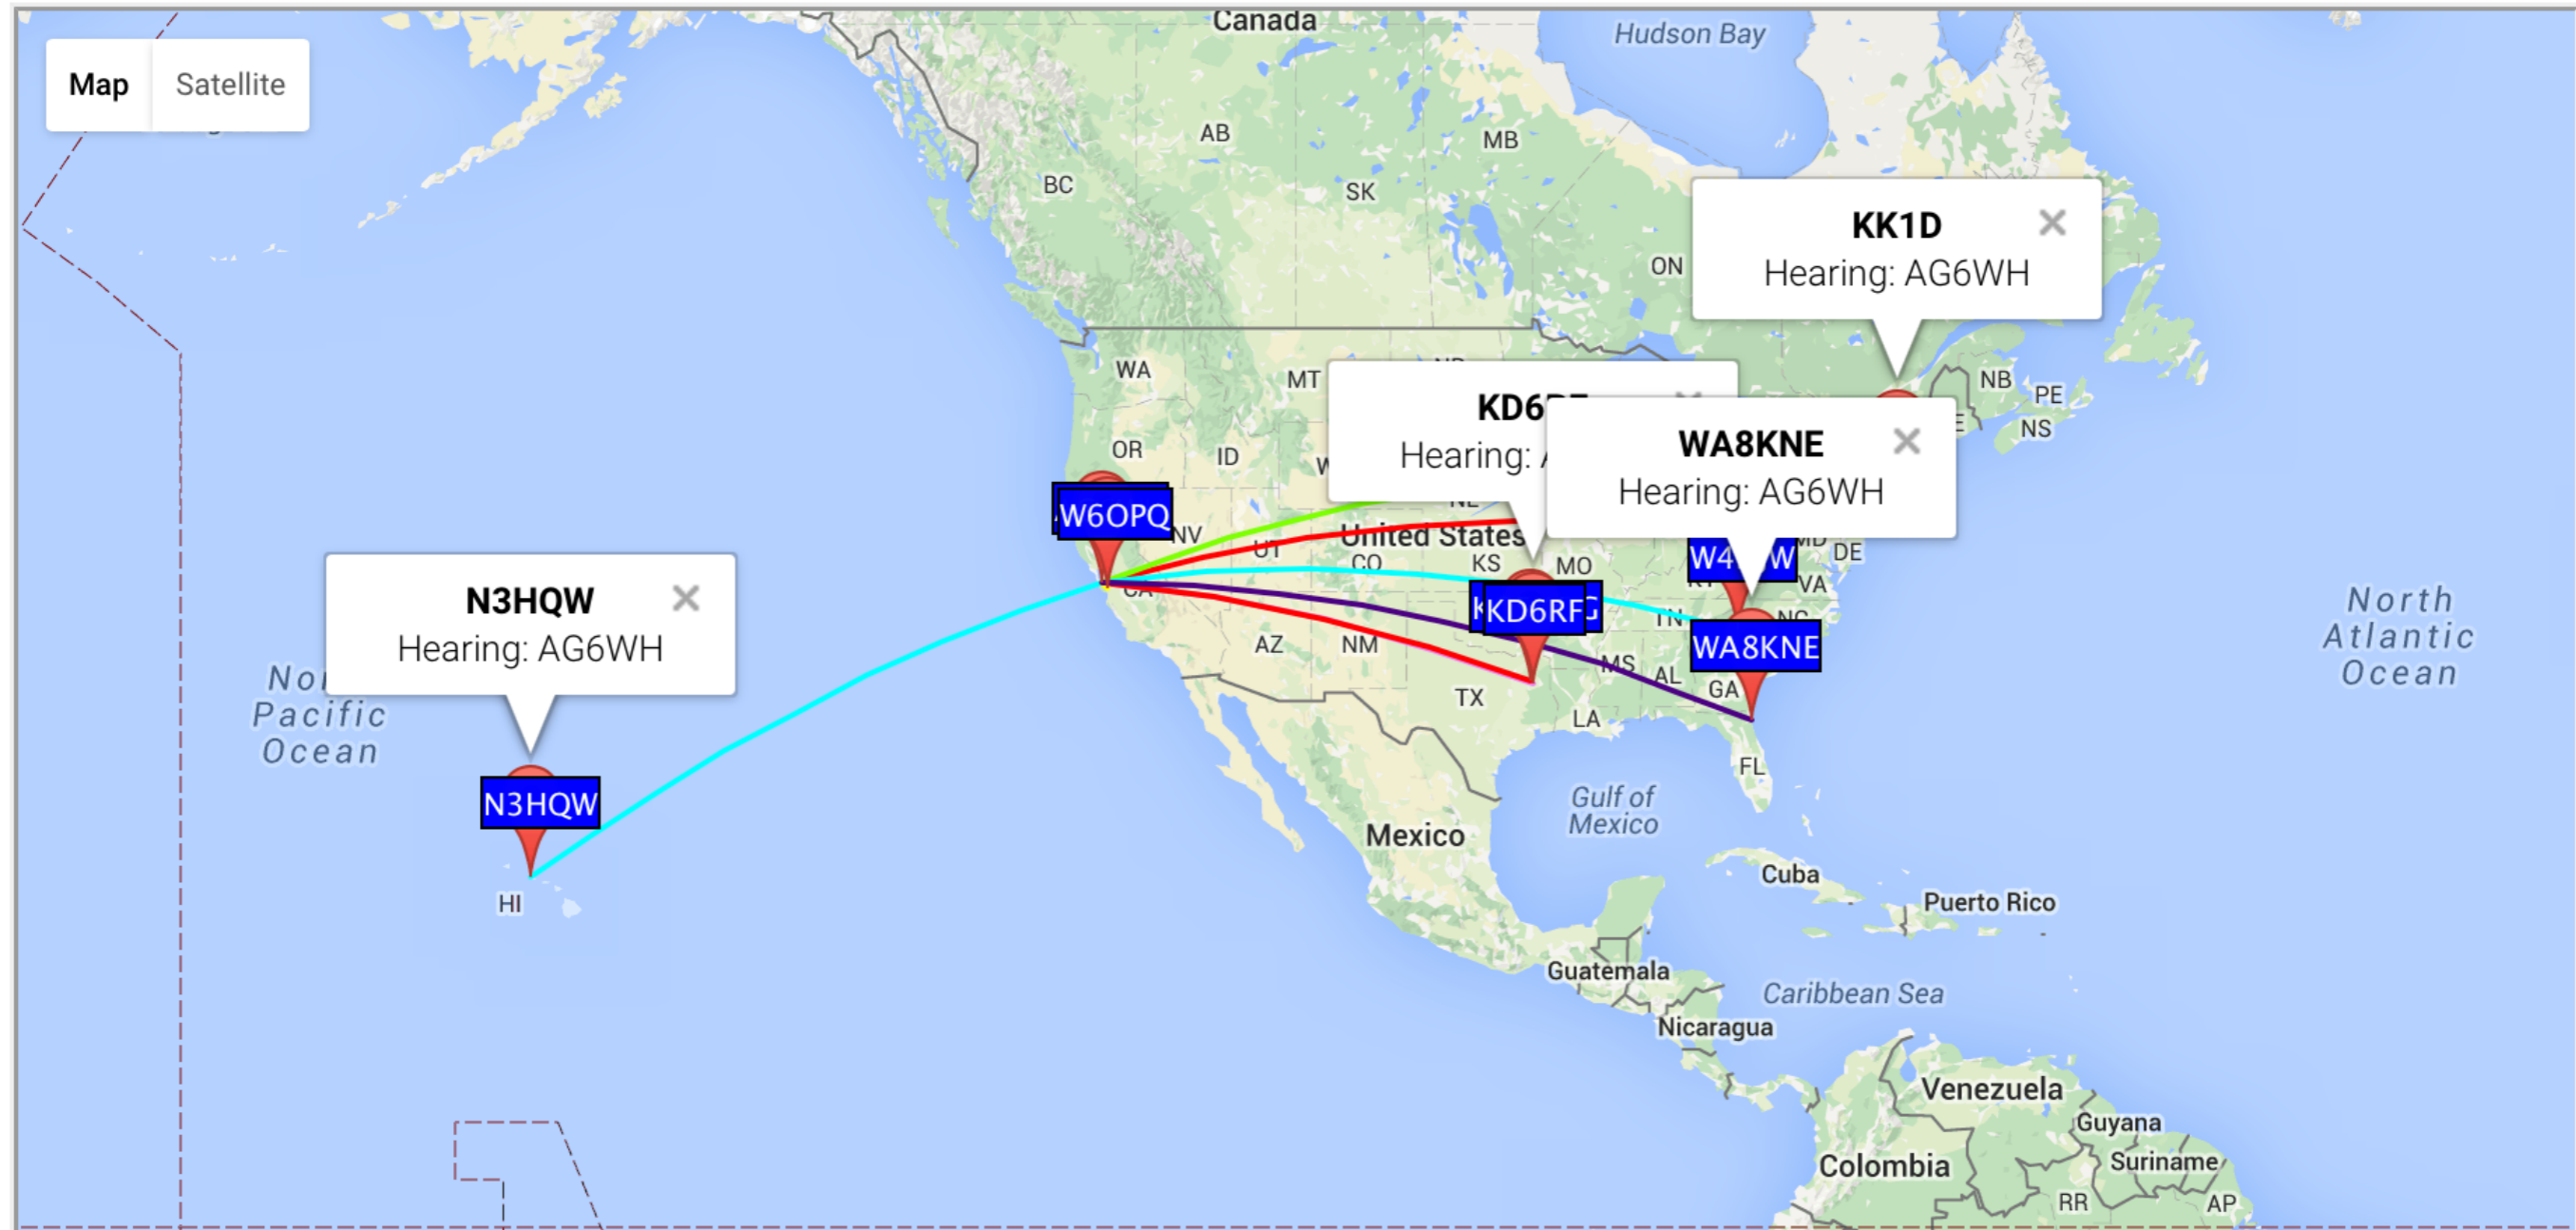 Canada
Hudson Bay
Map
Satellite
AB
MB
BC
SK
KK1D
Hearing: AG6WH
ON
WA
MT
NB
PE
NS
OR
ID
Hearing:
WA8KNE
Hearing: AG6WH
W6OPQ
NV
UT
United States
CO
KS
MO
DE
VA
CA
N3HQW
Hearing: AG6WH
KD6RF
TN
WA8KNE
AZ
NM
MS
AL
GA
TX
LA
North
Atlantic
Ocean
Pacific
Ocean
FL
N3HQW
HI
Gulf of
Mexico
Mexico
Cuba
Puerto Rico
Guatemala
Caribbean Sea
Nicaragua
Venezuela
Guyana
Colombia
Suriname
RR
AP